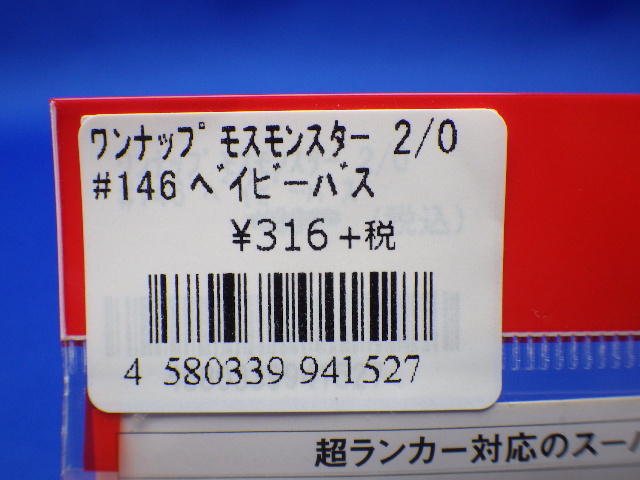 ﾜﾝﾅｯﾌﾟ ﾓｽﾓﾝｽﾀｰ 2/0
#146 ﾍﾞｲﾋﾞｰﾊﾞｽ
¥316+税
4 580339 941527
超ランカー対応のスー